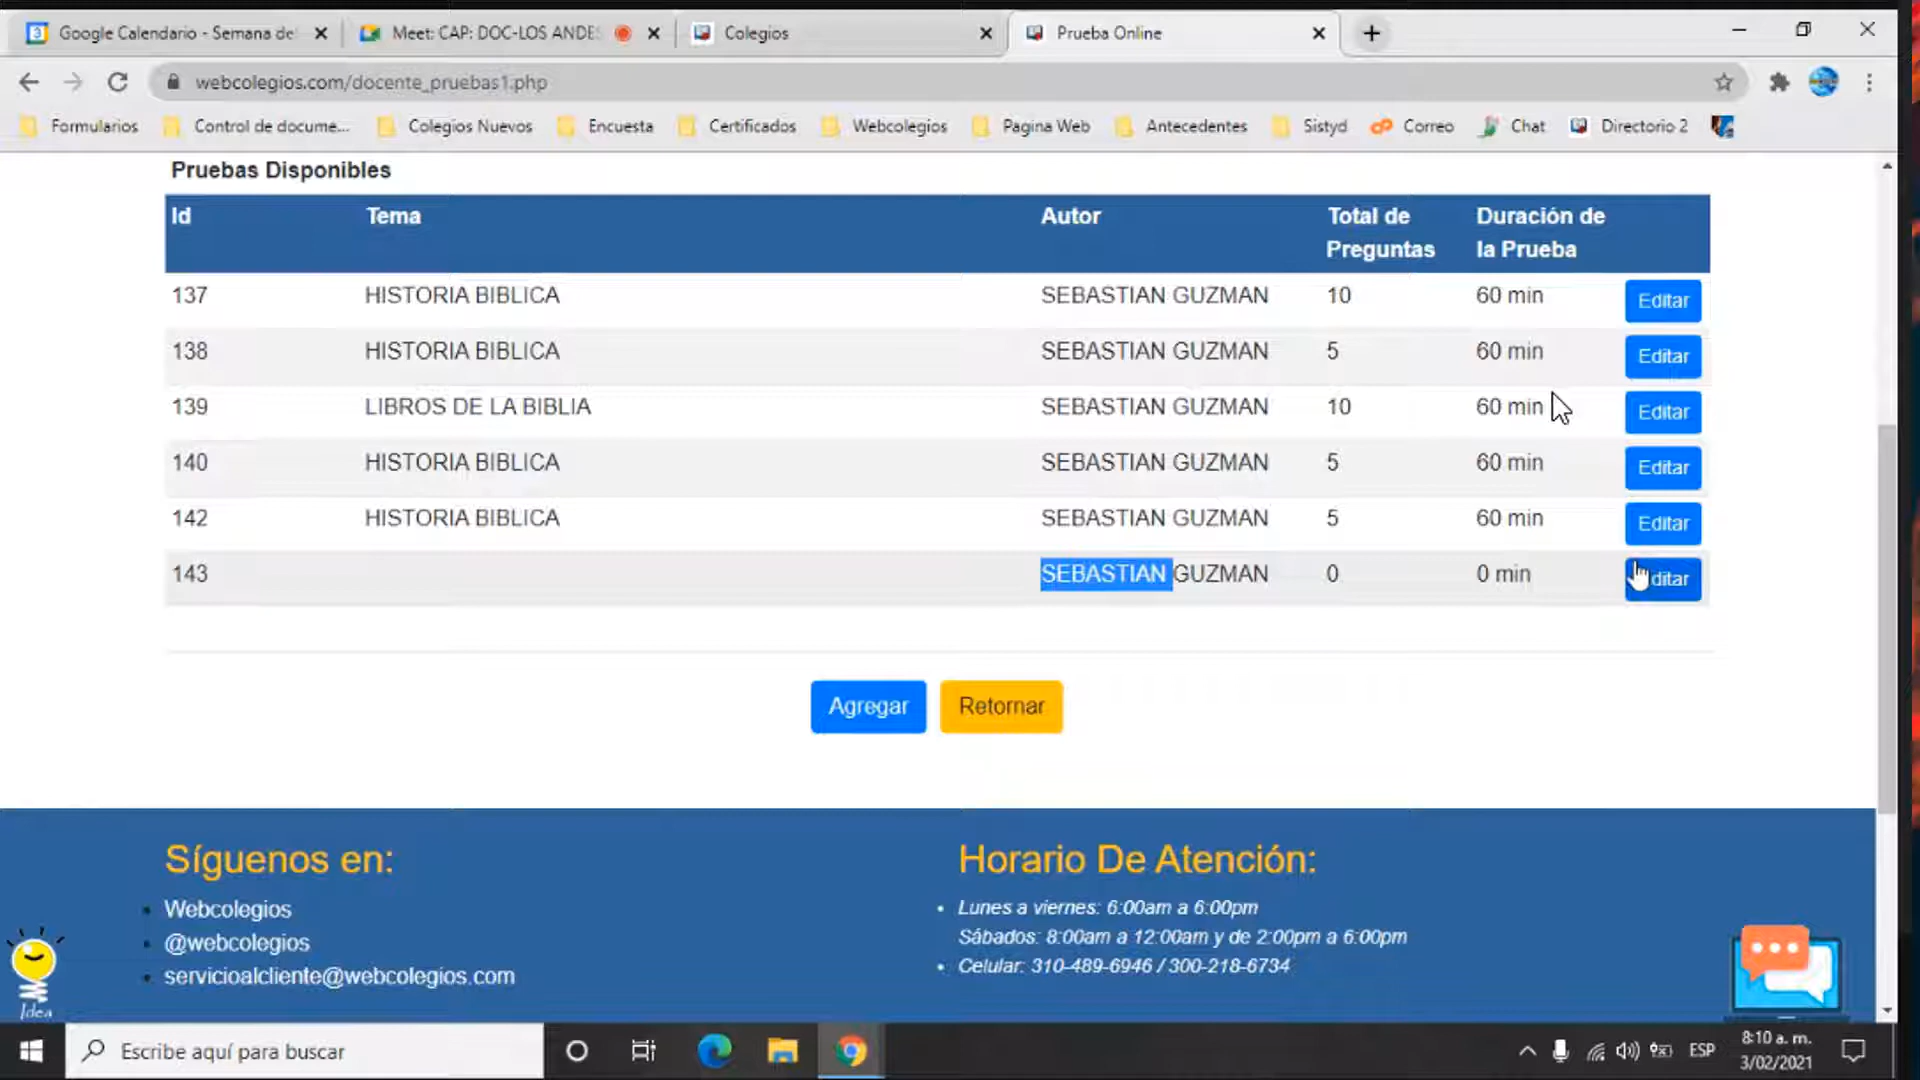 Google Calendario - Semana de
Meet: CAP: DOC-LOS ANDES
Colegios
Prueba Online
webcolegios.com/docente_pruebas1.php
Formularios
Control de docume...
Colegios Nuevos
Encuesta
Certificados
Webcolegios
Pagina Web
Antecedentes
Sistyd
Correo
Chat
Directorio 2
Pruebas Disponibles
Id Tema Autor Total de Preguntas Duración de la Prueba
137 HISTORIA BIBLICA SEBASTIAN GUZMAN 10 60 min Editar
138 HISTORIA BIBLICA SEBASTIAN GUZMAN 5 60 min Editar
139 LIBROS DE LA BIBLIA SEBASTIAN GUZMAN 10 60 min Editar
140 HISTORIA BIBLICA SEBASTIAN GUZMAN 5 60 min Editar
142 HISTORIA BIBLICA SEBASTIAN GUZMAN 5 60 min Editar
143 SEBASTIAN GUZMAN 0 0 min Editar
Agregar Retornar
Síguenos en:
Webcolegios
@webcolegios
servicioalcliente@webcolegios.com
Horario De Atención:
Lunes a viernes: 6:00am a 6:00pm
Sábados: 8:00am a 12:00am y de 2:00pm a 6:00pm
Celular: 310-489-6946 / 300-218-6734
Idea
Escribe aquí para buscar
ESP
8:10 a. m.
3/02/2021